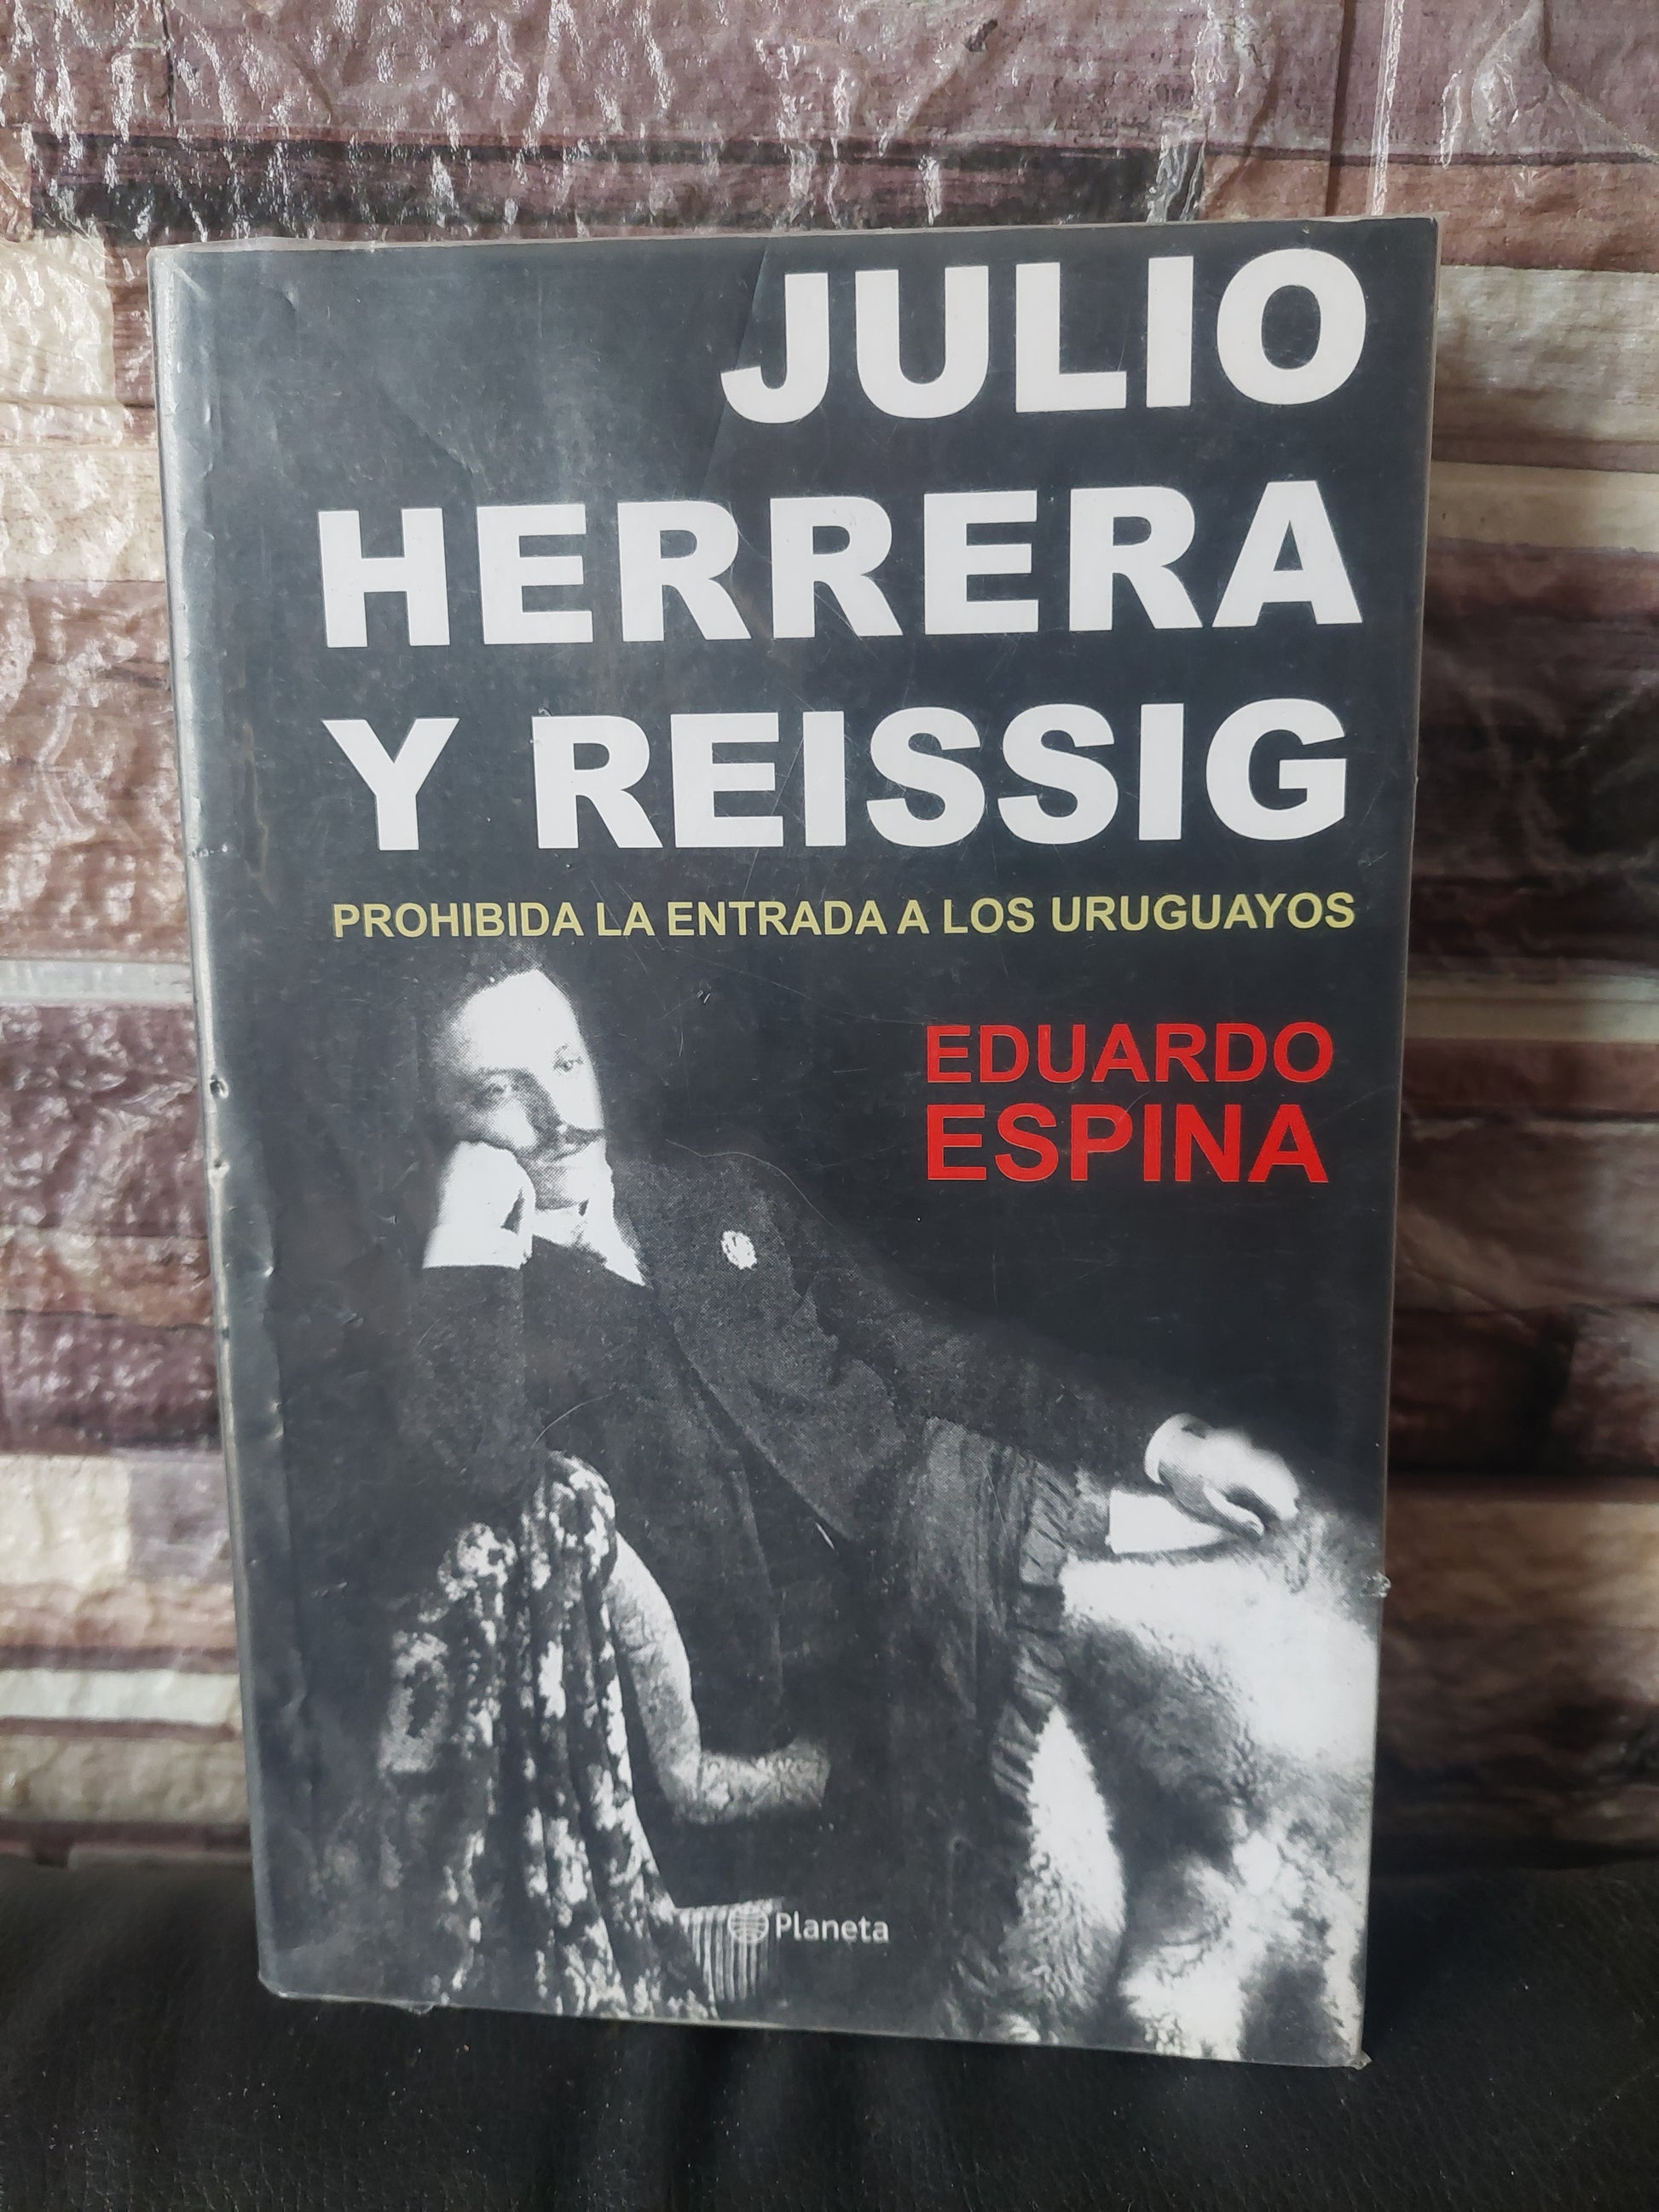 JULIO
HERRERA
Y REISSIG
PROHIBIDA LA ENTRADA A LOS URUGUAYOS
EDUARDO
ESPINA
Planeta